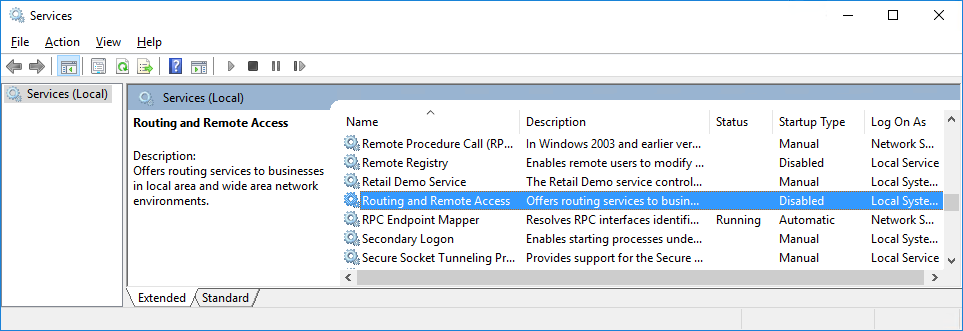 Services
File Action View Help
Services (Local)
Services (Local)
Routing and Remote Access
Description:
Offers routing services to businesses
in local area and wide area network
environments.
Name Description Status Startup Type Log On As
Remote Procedure Call (RP... In Windows 2003 and earlier ver... Manual Network S...
Remote Registry Enables remote users to modify ... Disabled Local Service
Retail Demo Service The Retail Demo service control... Manual Local Syste...
Routing and Remote Access Offers routing services to busin... Disabled Local Syste...
RPC Endpoint Mapper Resolves RPC interfaces identifi... Running Automatic Network S...
Secondary Logon Enables starting processes unde... Manual Local Syste...
Secure Socket Tunneling Pr... Provides support for the Secure ... Manual Local Service
Extended Standard